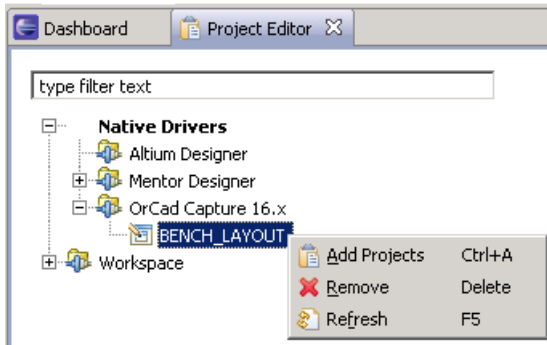 Dashboard Project Editor
type filter text
Native Drivers
Altium Designer
Mentor Designer
OrCad Capture 16.x
BENCH_LAYOUT
Workspace
Add Projects Ctrl+A
Remove Delete
Refresh F5